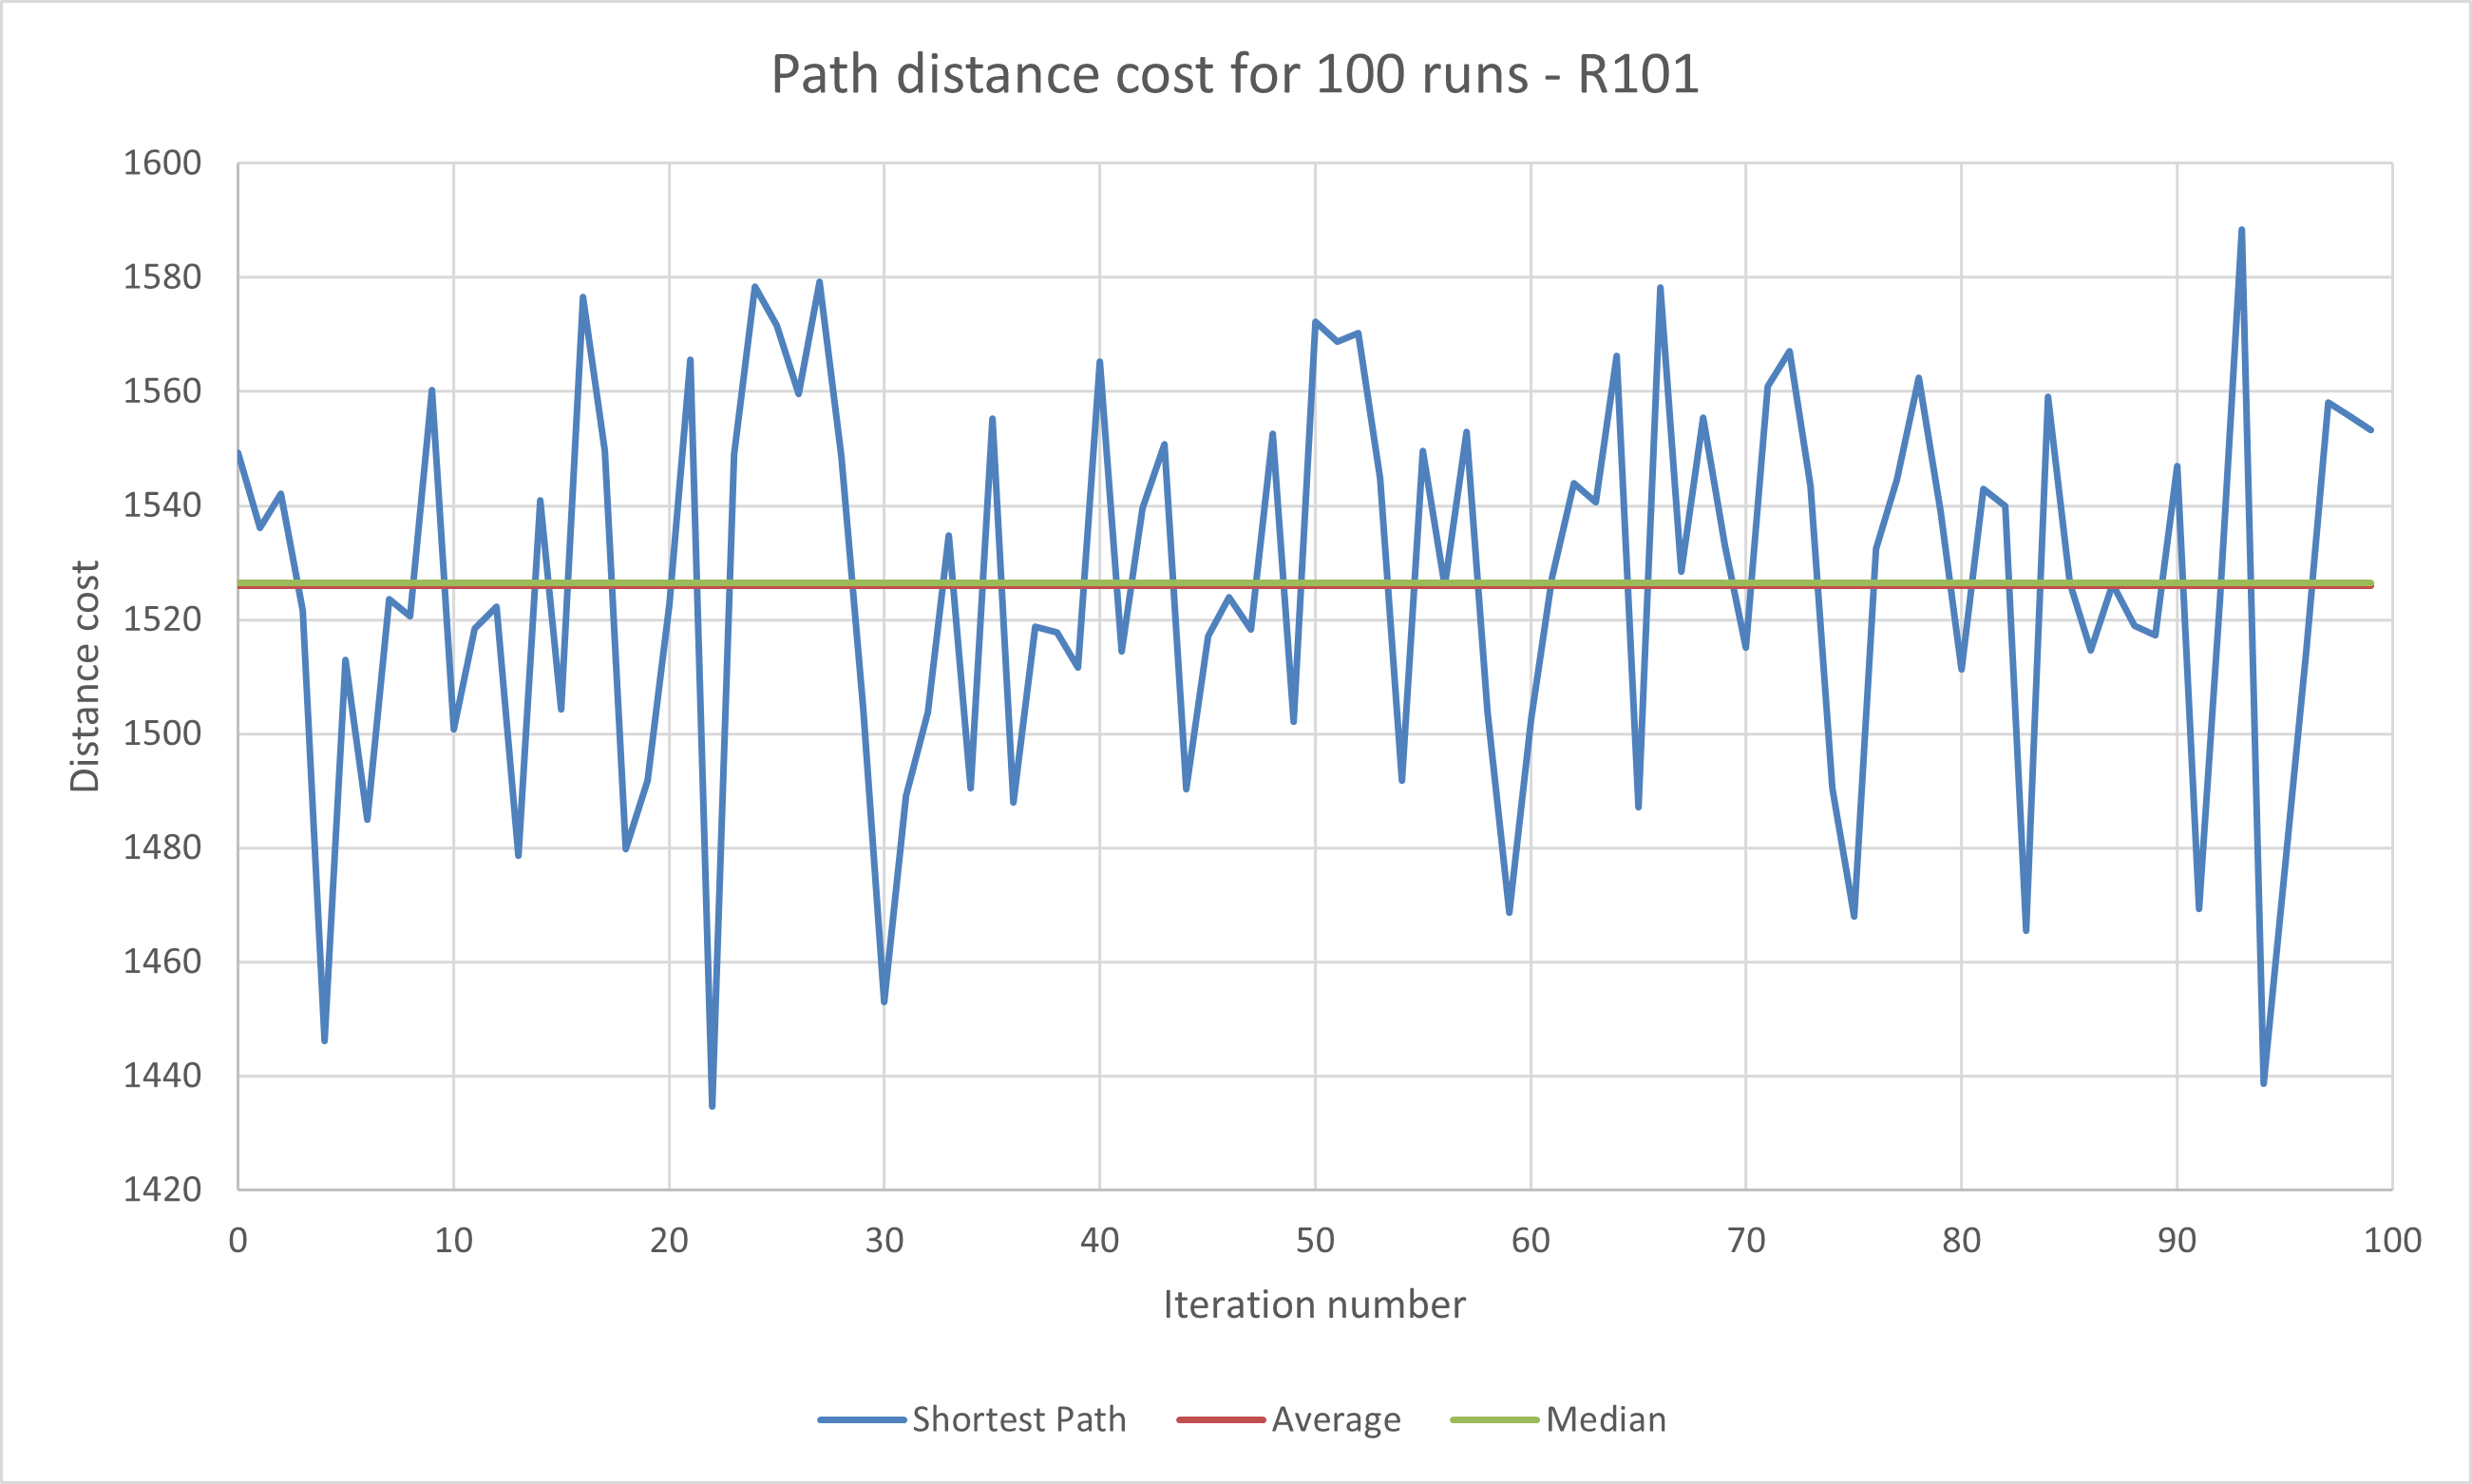 Path distance cost for 100 runs - R101
1600
1580
1560
1540
1520
1500
1480
1460
1440
1420
Distance cost
0 10 20 30 40 50 60 70 80 90 100
Iteration number
Shortest Path Average Median